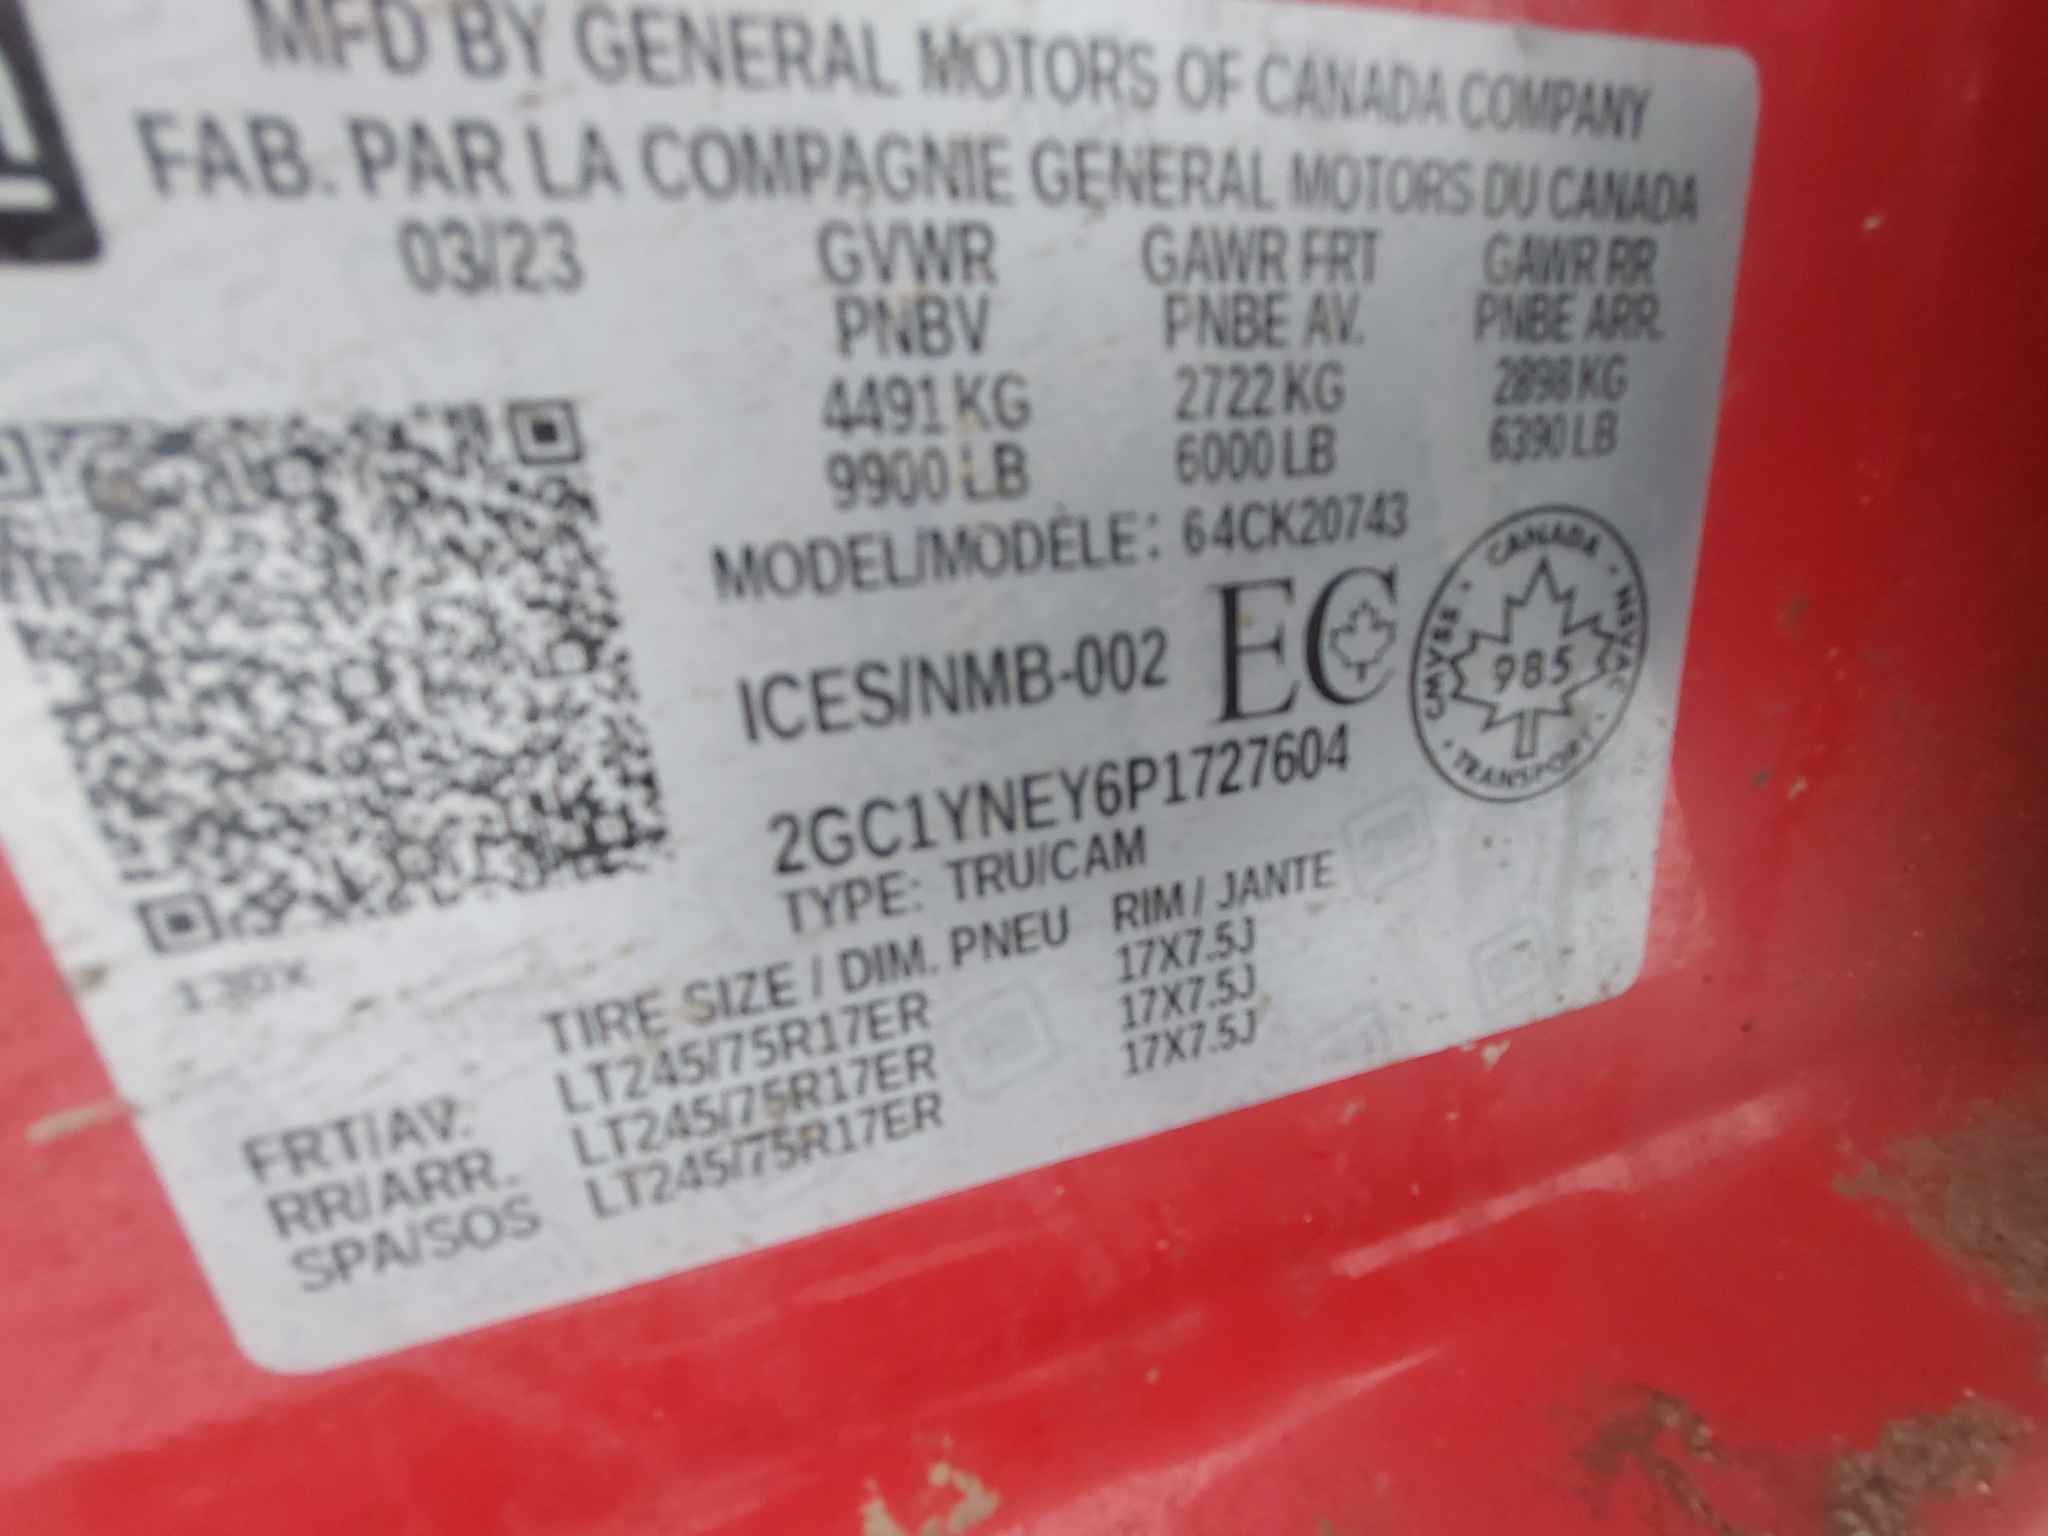 MFD BY GENERAL MOTORS OF CANADA COMPANY
FAB. PAR LA COMPAGNIE GENERAL MOTORS DU CANADA
03/23 GVWR GAWR FRT GAWR RR
PNBV PNBE AV. PNBE ARR.
4491 KG 2722 KG 2898 KG
9900 LB 6000 LB 6390 LB
MODEL/MODÈLE: 64CK20743
ICES/NMB-002 EC
CANADA · NSVAC · TRANSPORT · CMVSS ·
985
2GC1YNEY6P1727604
TYPE: TRU/CAM
TIRE SIZE / DIM. PNEU RIM / JANTE
FRT/AV. LT245/75R17ER 17X7.5J
RR/ARR. LT245/75R17ER 17X7.5J
SPA/SOS LT245/75R17ER 17X7.5J